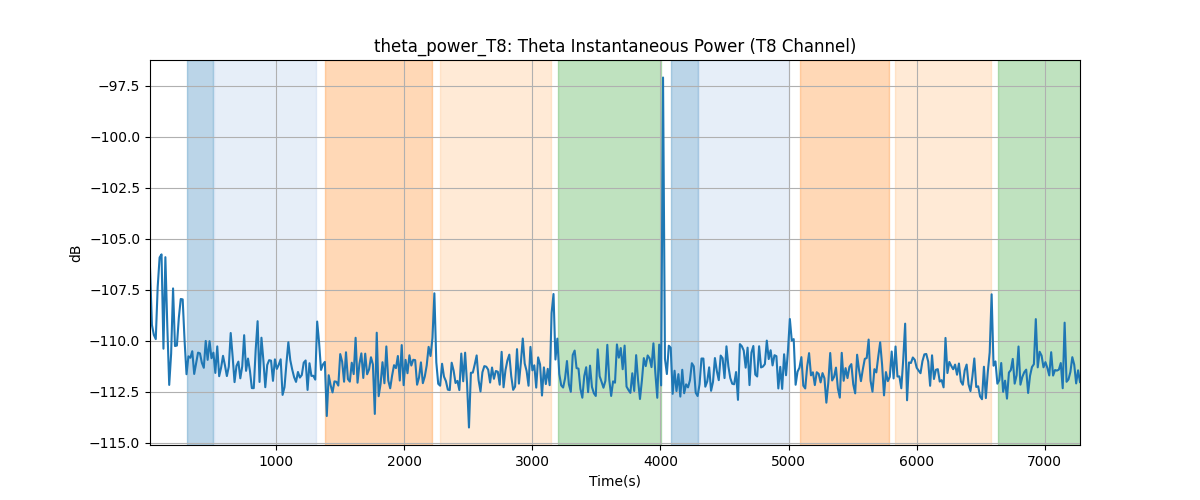 theta_power_T8: Theta Instantaneous Power (T8 Channel)
−97.5
−100.0
−102.5
−105.0
−107.5
−110.0
−112.5
−115.0
dB
1000 2000 3000 4000 5000 6000 7000
Time(s)